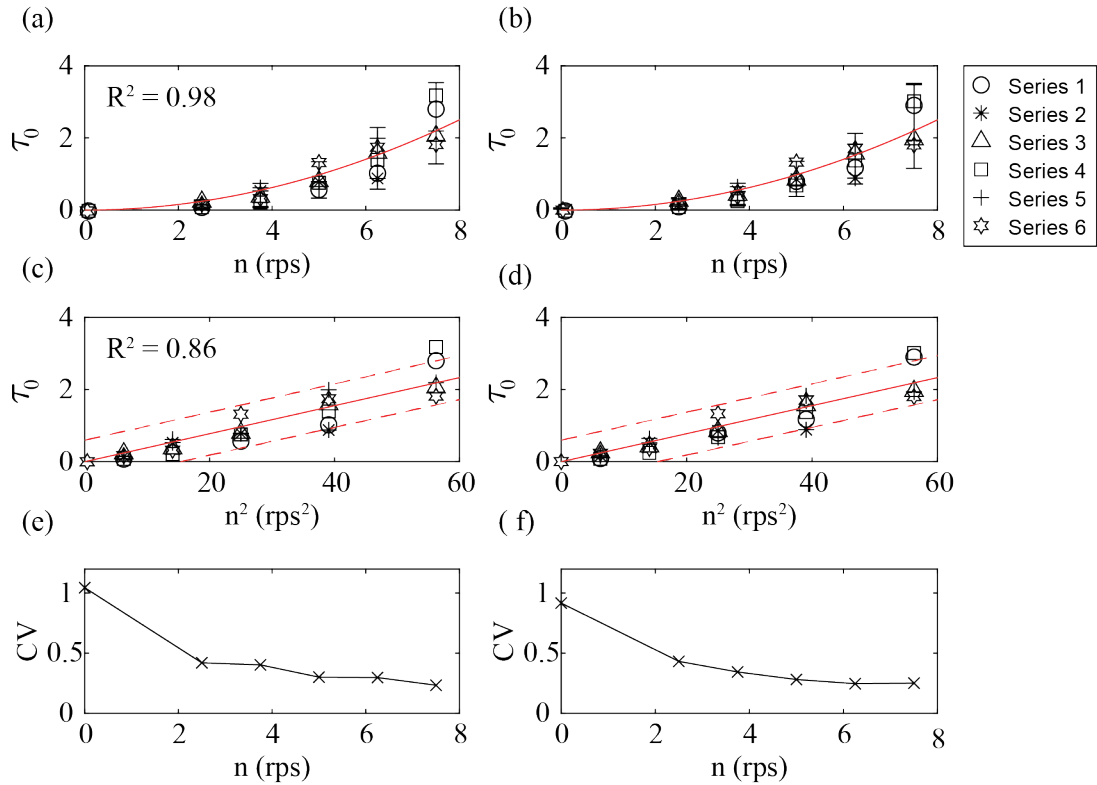 (a)
(b)
4
2
0
τ0
R2 = 0.98
0 2 4 6 8
n (rps)
4
2
0
τ0
0 2 4 6 8
n (rps)
Series 1
Series 2
Series 3
Series 4
Series 5
Series 6
(c)
(d)
4
2
0
τ0
R2 = 0.86
0 20 40 60
n2 (rps2)
4
2
0
τ0
0 20 40 60
n2 (rps2)
(e)
( f)
1
0.5
0
CV
0 2 4 6 8
n (rps)
1
0.5
0
CV
0 2 4 6 8
n (rps)